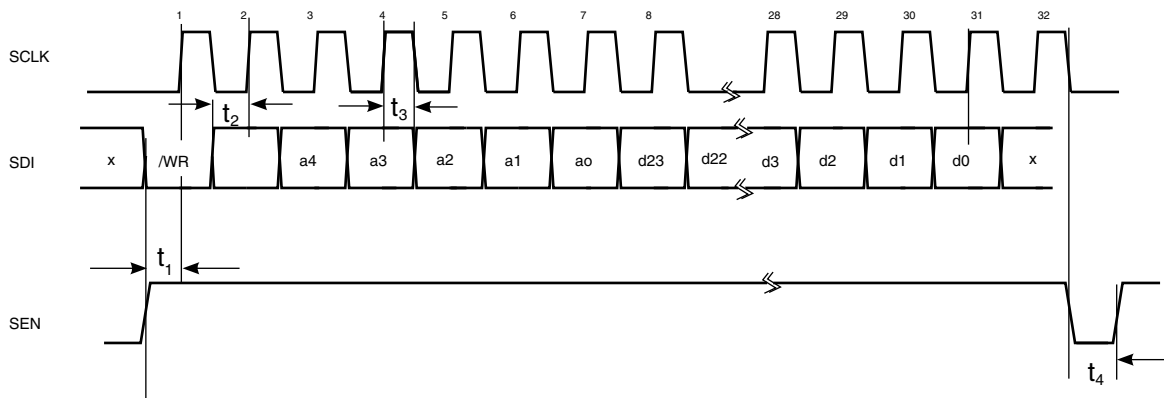 1 2 3 4 5 6 7 8 28 29 30 31 32
SCLK
t2 t3
SDI x /WR a4 a3 a2 a1 ao d23 d22 d3 d2 d1 d0 x
t1
SEN
t4